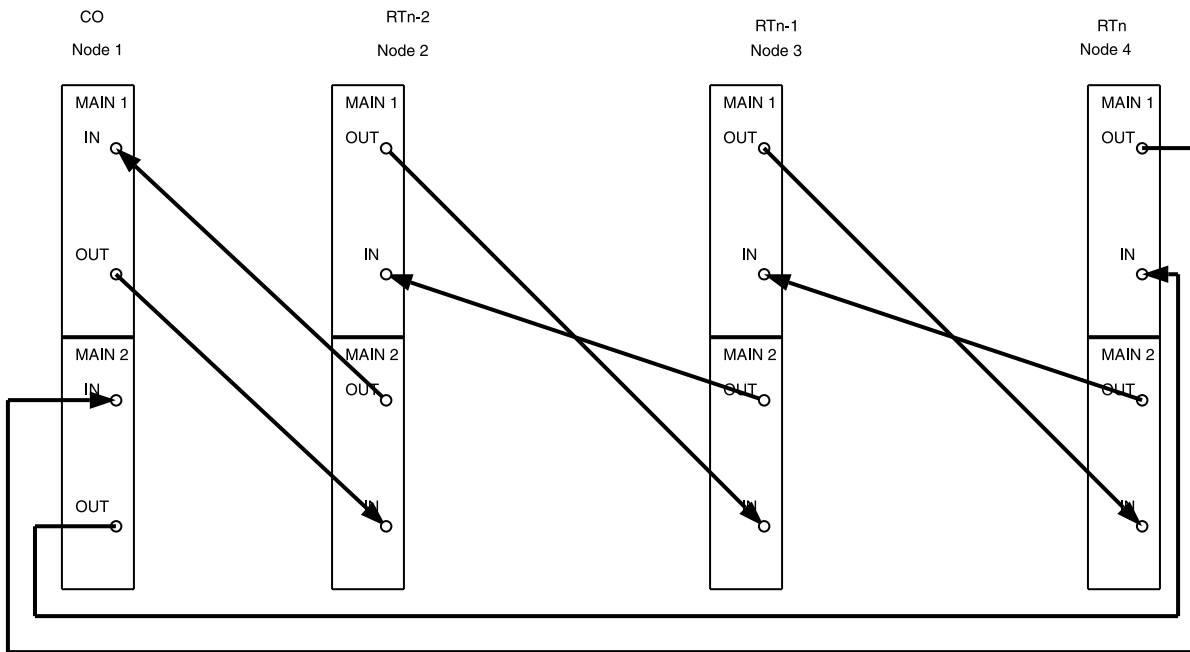 CO
Node 1
RTn-2
Node 2
RTn-1
Node 3
RTn
Node 4
MAIN 1
IN
OUT
MAIN 2
IN
OUT
MAIN 1
OUT
IN
MAIN 2
OUT
IN
MAIN 1
OUT
IN
MAIN 2
OUT
IN
MAIN 1
OUT
IN
MAIN 2
OUT
IN